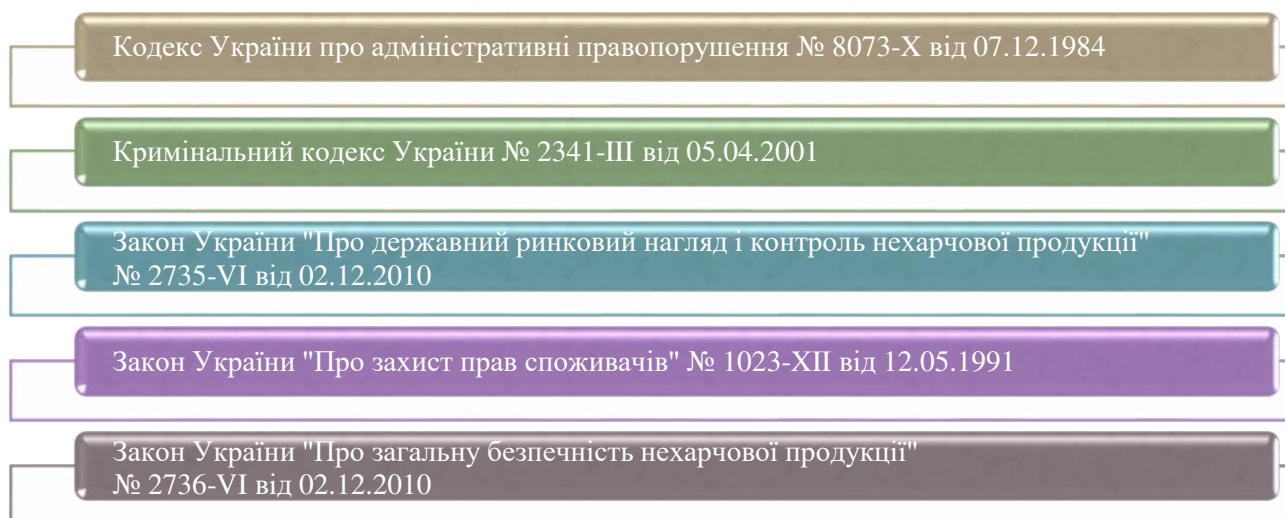 Кодекс України про адміністративні правопорушення № 8073-X від 07.12.1984
Кримінальний кодекс України № 2341-III від 05.04.2001
Закон України "Про державний ринковий нагляд і контроль нехарчової продукції"
№ 2735-VI від 02.12.2010
Закон України "Про захист прав споживачів" № 1023-XII від 12.05.1991
Закон України "Про загальну безпечність нехарчової продукції"
№ 2736-VI від 02.12.2010